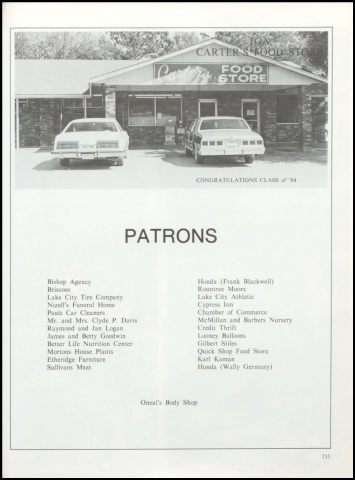 CARTER'S FOOD STORE
Carter's FOOD
STORE
CONGRATULATIONS CLASS of '84
PATRONS
Bishop Agency
Briscoes
Lake City Tire Company
Nizell's Funeral Home
Pauls Car Cleaners
Mr. and Mrs. Clyde P. Davis
Raymond and Jan Logan
James and Betty Goodwin
Better Life Nutrition Center
Mortons House Plants
Etheridge Furniture
Sullivans Meat
Honda (Frank Blackwell)
Rountree Moore
Lake City Athletic
Cypress Inn
Chamber of Commerce
McMillan and Barbers Nursery
Credit Thrift
Looney Balloons
Gilbert Stiles
Quick Shop Food Store
Karl Kaman
Honda (Wally Germany)
Oneal's Body Shop
235